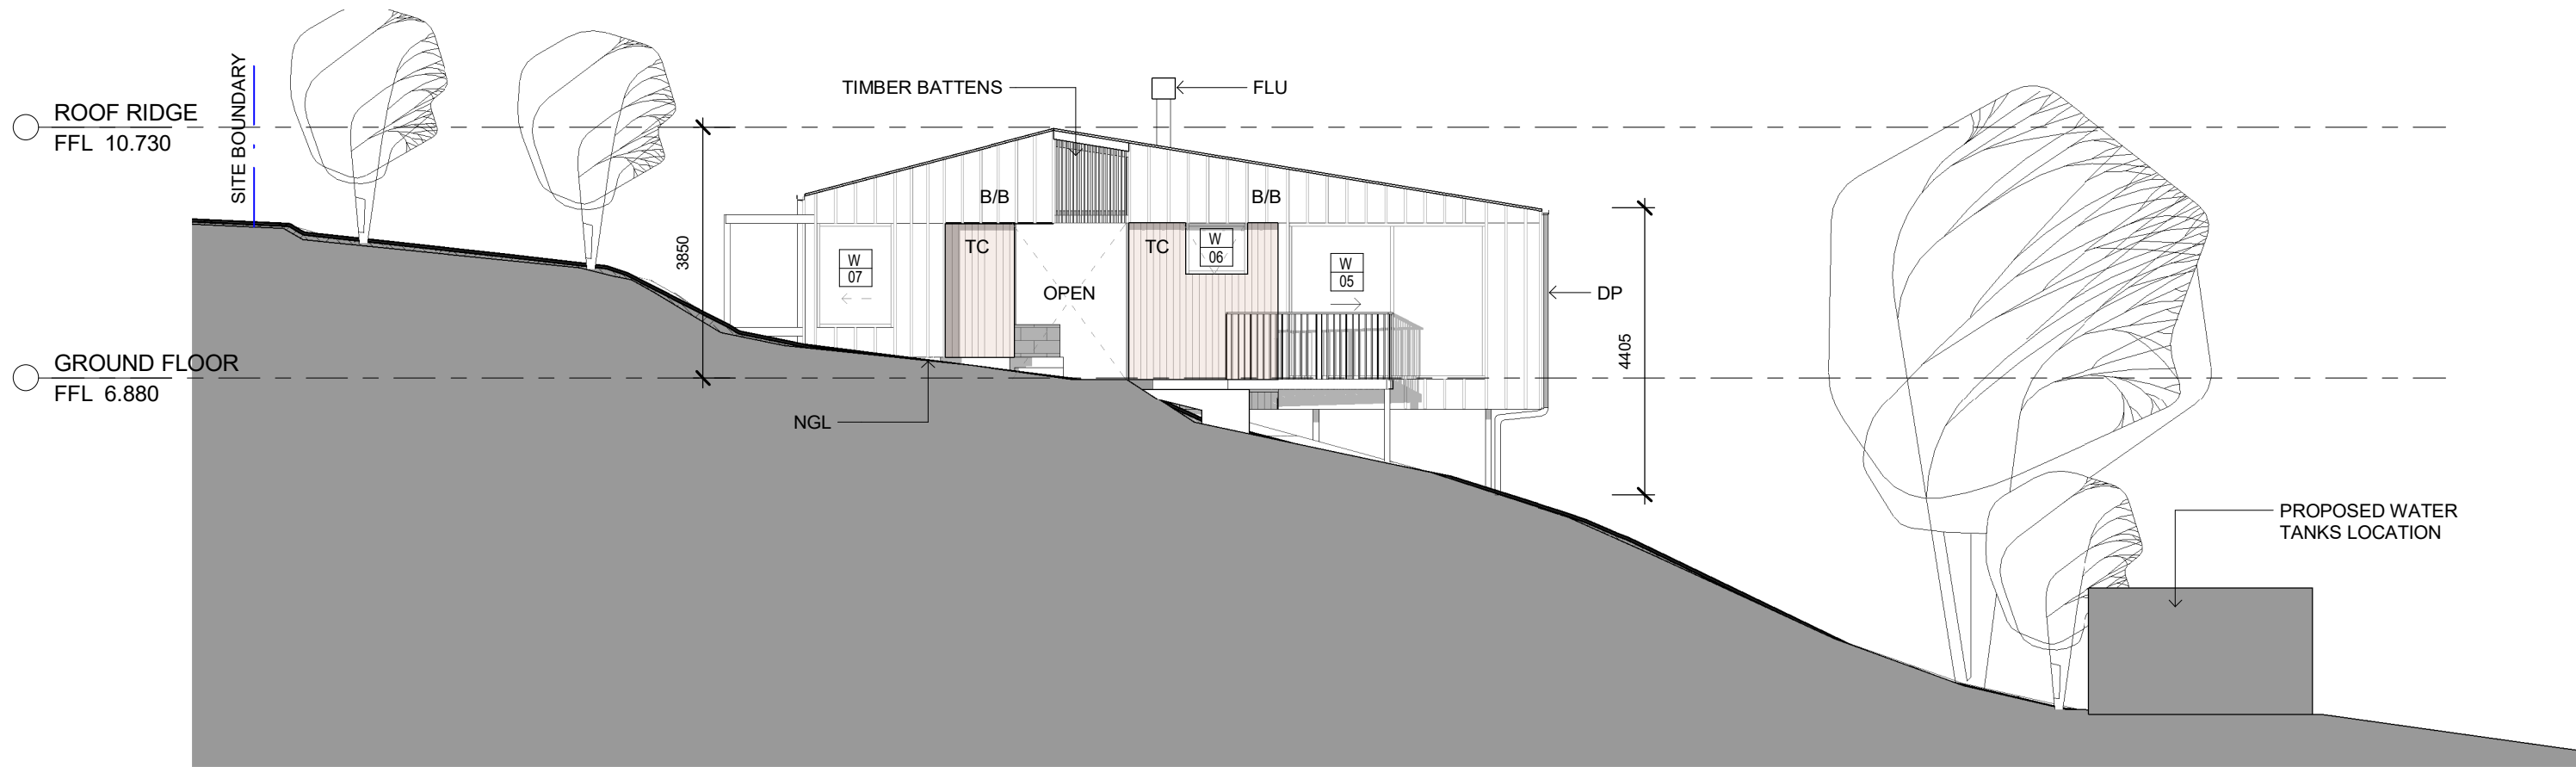 SITE BOUNDARY
ROOF RIDGE
FFL 10.730
TIMBER BATTENS
FLU
B/B
B/B
3850
TC
TC
W
06
W
07
W
05
OPEN
DP
4405
GROUND FLOOR
FFL 6.880
NGL
PROPOSED WATER
TANKS LOCATION